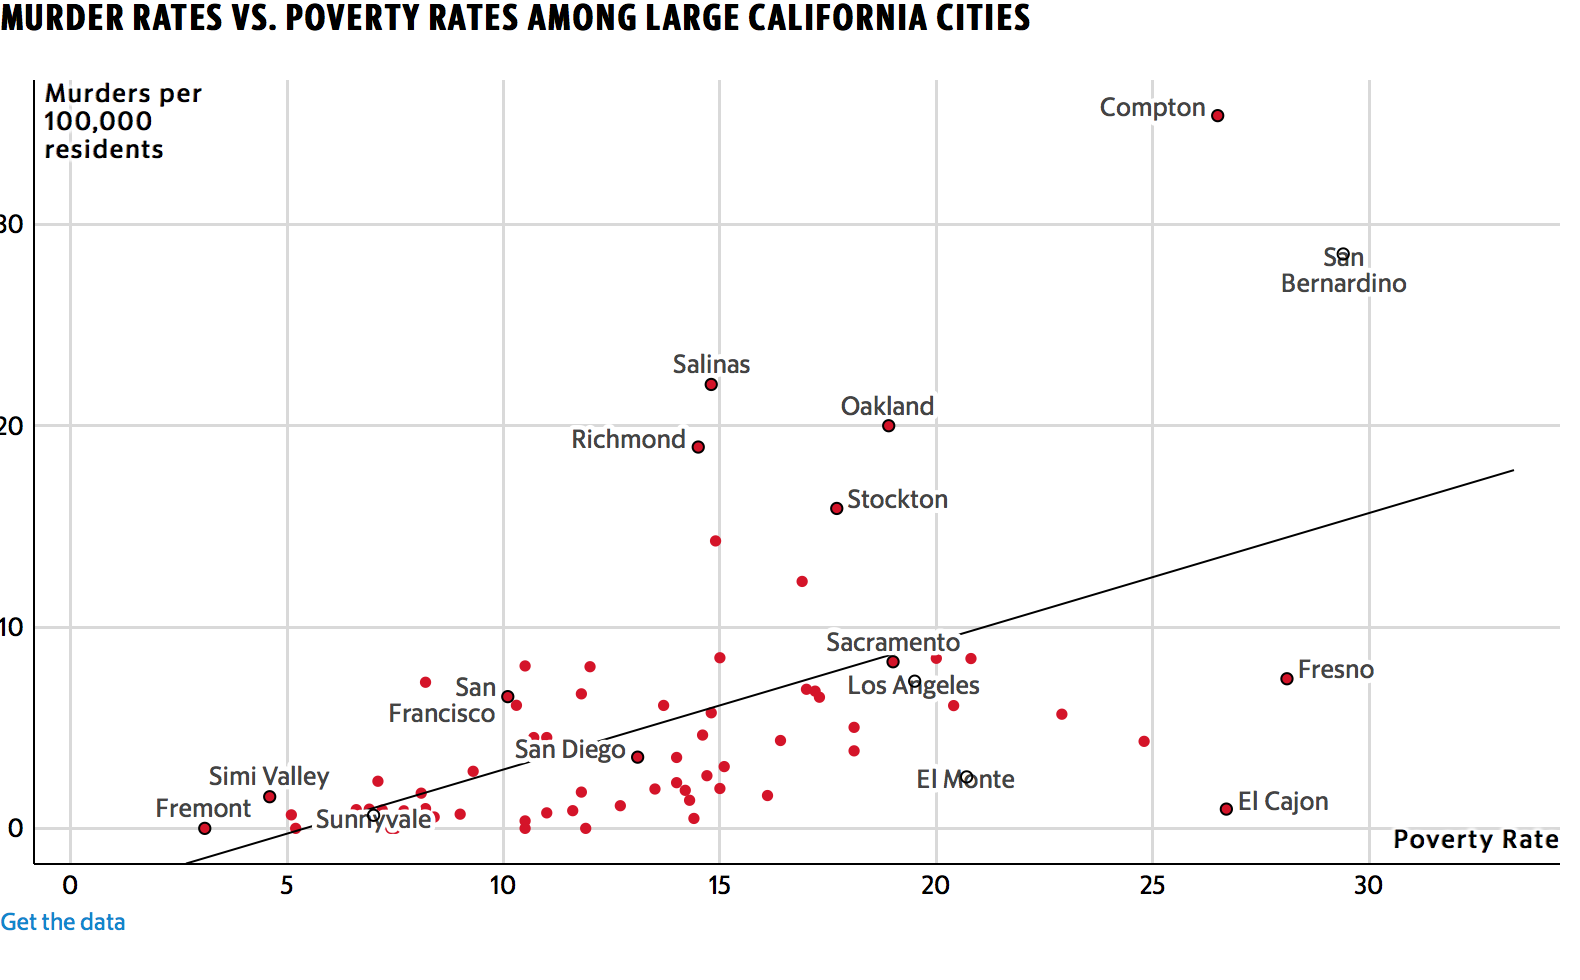 MURDER RATES VS. POVERTY RATES AMONG LARGE CALIFORNIA CITIES
Murders per
100,000
residents
Compton
30
San
Bernardino
Salinas
Oakland
20
Richmond
Stockton
10
Sacramento
Fresno
Los Angeles
San
Francisco
San Diego
Simi Valley
El Monte
El Cajon
Fremont
Sunnyvale
0
Poverty Rate
0 5 10 15 20 25 30
Get the data